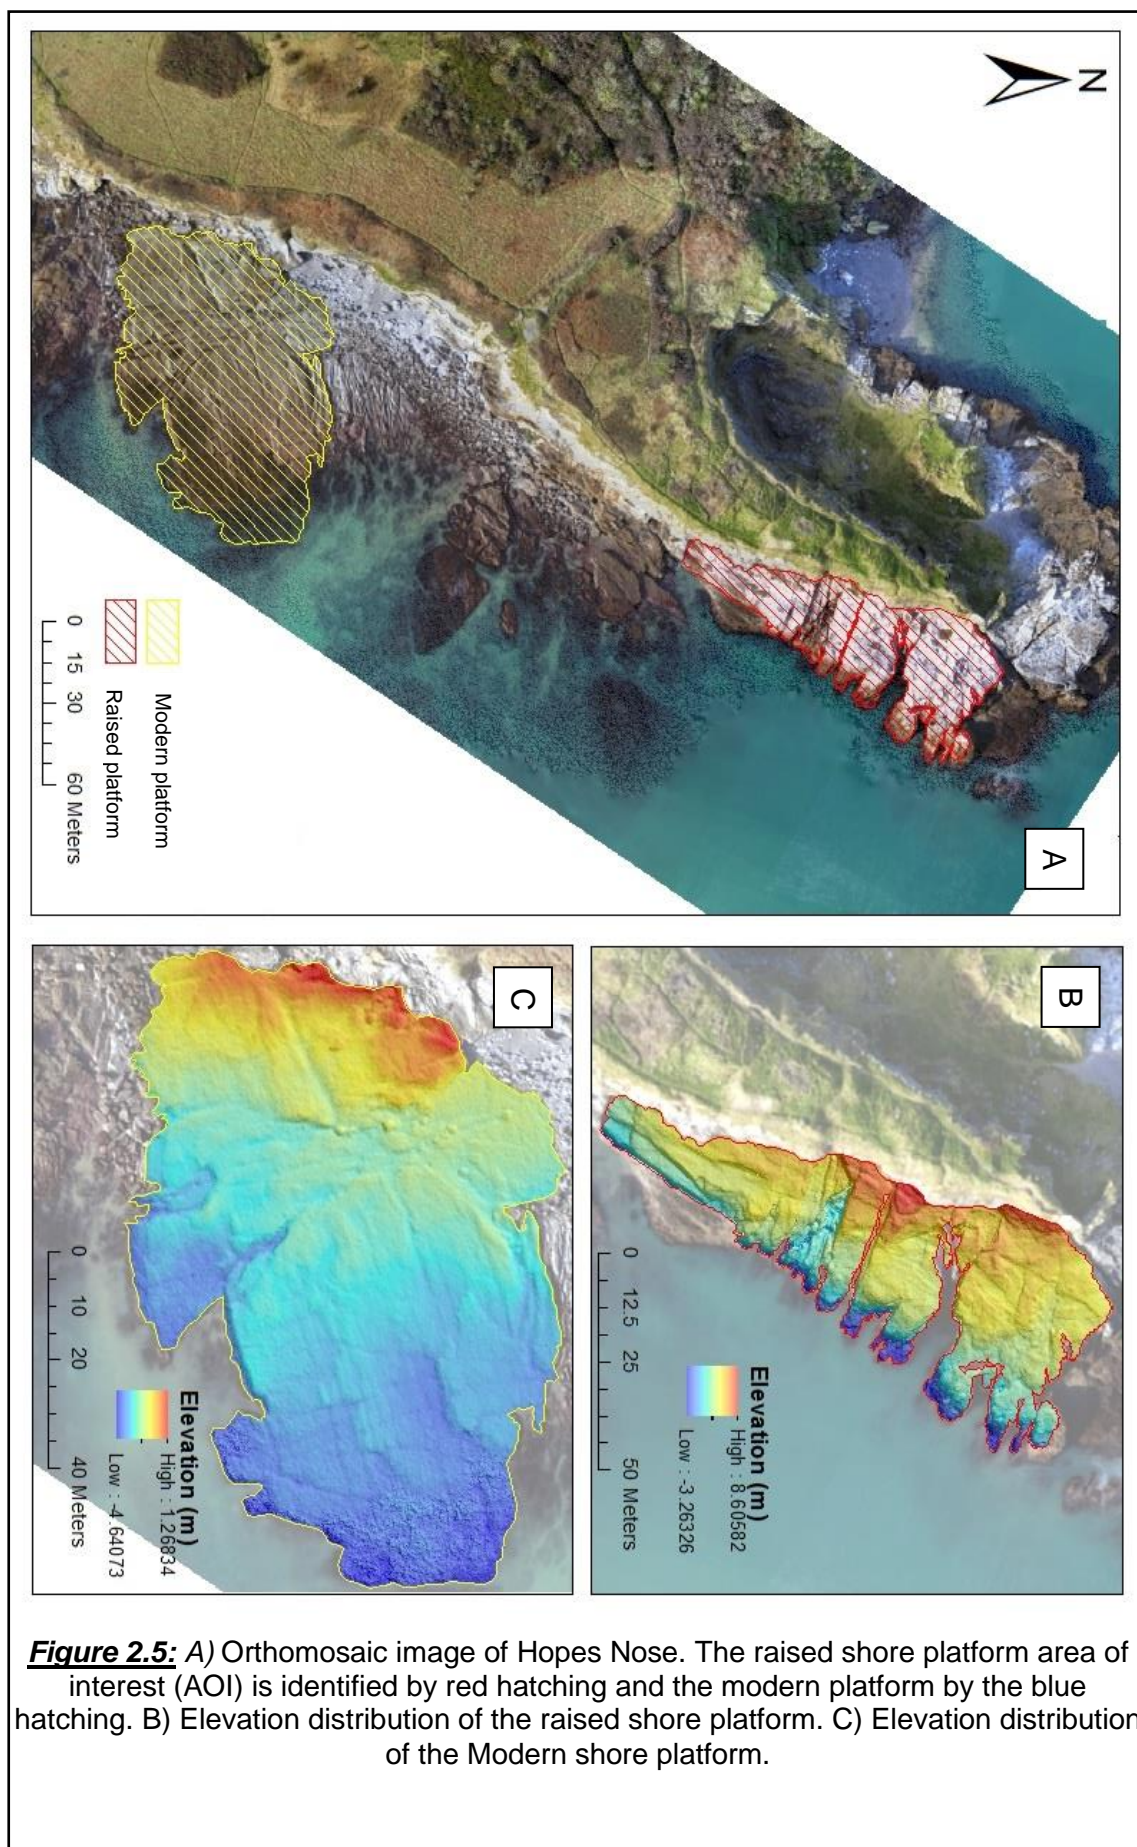 N
A
Modern platform
Raised platform
0 15 30 60 Meters
B
Elevation (m)
High : 8.60582
Low : -3.26326
0 12.5 25 50 Meters
C
Elevation (m)
High : 1.26834
Low : -4.64073
0 10 20 40 Meters
Figure 2.5: A) Orthomosaic image of Hopes Nose. The raised shore platform area of
interest (AOI) is identified by red hatching and the modern platform by the blue
hatching. B) Elevation distribution of the raised shore platform. C) Elevation distribution
of the Modern shore platform.